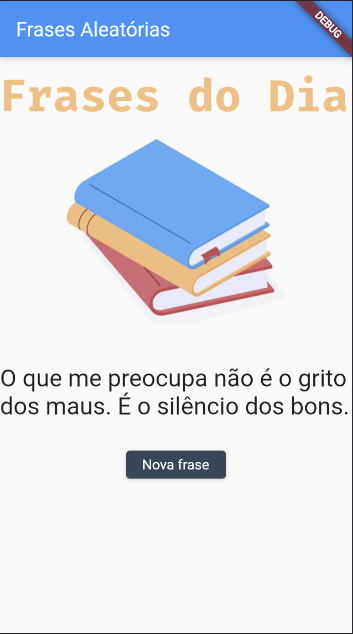 Frases Aleatórias
DEBUG
Frases do Dia
O que me preocupa não é o grito
dos maus. É o silêncio dos bons.
Nova frase